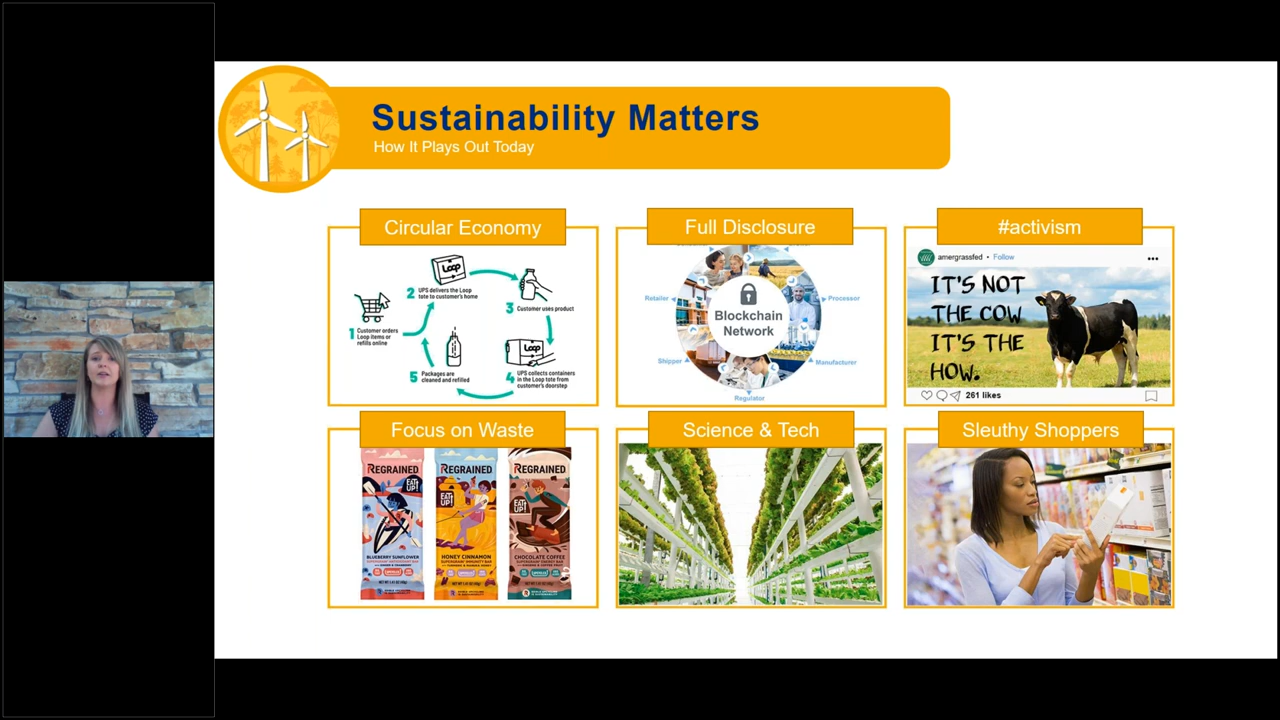 Sustainability Matters
How It Plays Out Today
Circular Economy
Loop
2 UPS delivers the Loop
tote to customer's home
3 Customer uses product
1 Customer orders
Loop items or
refills online
Loop
5 Packages are
cleaned and refilled
4 UPS collects containers
in the Loop tote from
customer's doorstep
Full Disclosure
Retailer
Processor
Blockchain
Network
Shipper
Manufacturer
Regulator
#activism
amergrassfed • Follow
IT'S NOT
THE COW
IT'S THE
HOW.
261 likes
Focus on Waste
REGRAINED
EAT UP!
BLUEBERRY SUNFLOWER
REGRAINED
EAT UP!
HONEY CINNAMON
REGRAINED
EAT UP!
CHOCOLATE COFFEE
Science & Tech
Sleuthy Shoppers